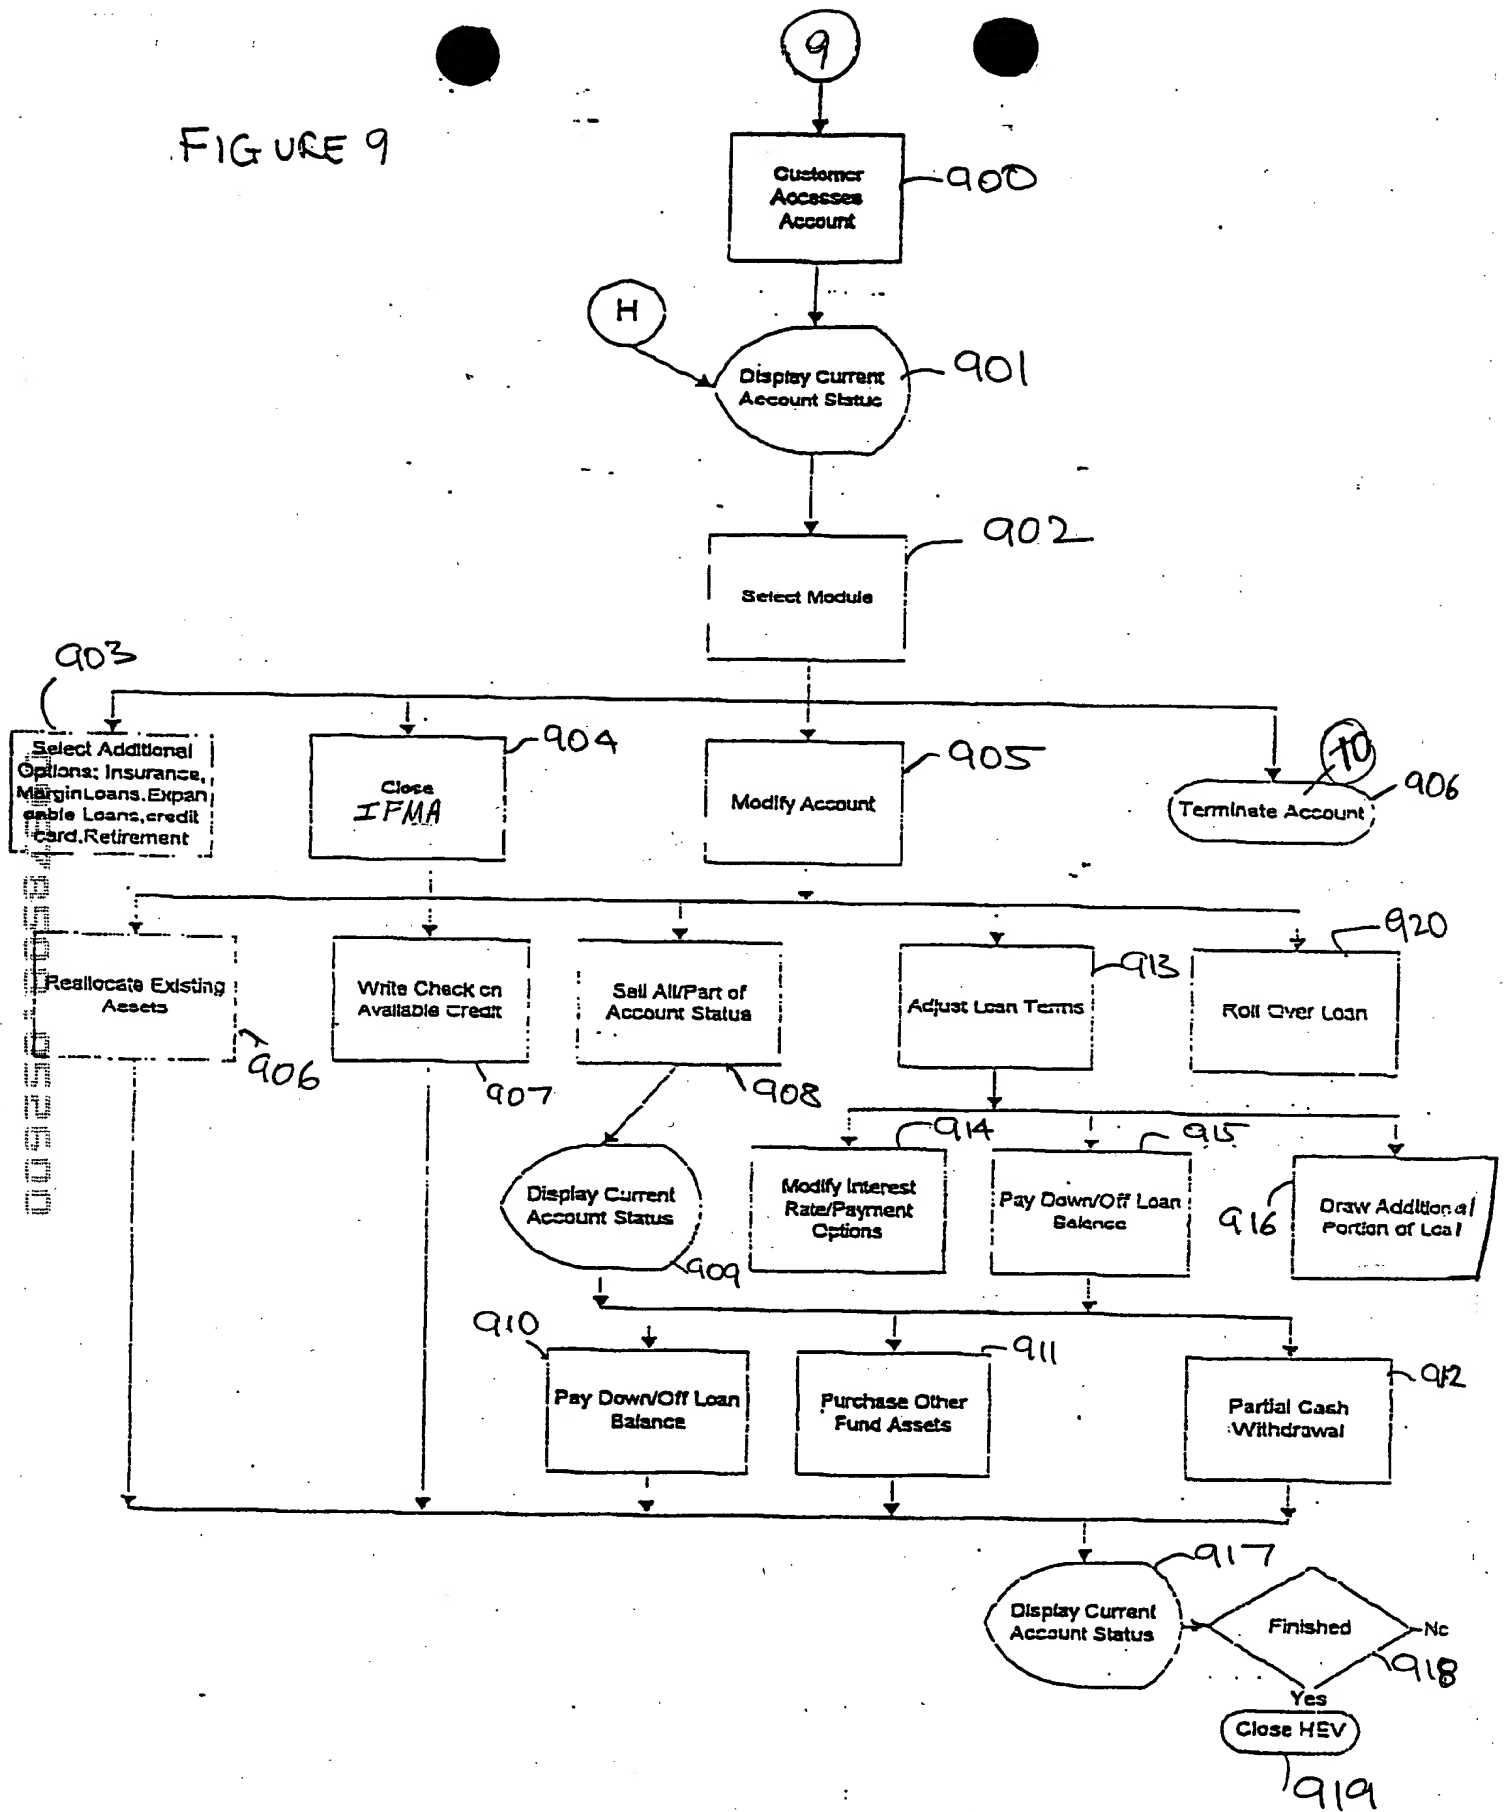 9
FIGURE 9
Customer
Accesses
Account
900
H
Display Current
Account Status
901
902
Select Module
903
Select Additional
Options: Insurance,
MarginLoans,Expan
dable Loans,credit
card,Retirement
904
Close
IFMA
905
Modify Account
10
906
Terminate Account
Reallocate Existing
Assets
906
Write Check on
Available Credit
907
Sell All/Part of
Account Status
908
Adjust Loan Terms
913
920
Roll Over Loan
Display Current
Account Status
909
914
Modify Interest
Rate/Payment
Options
915
Pay Down/Off Loan
Balance
916
Draw Additional
Portion of Loa
910
Pay Down/Off Loan
Balance
911
Purchase Other
Fund Assets
912
Partial Cash
Withdrawal
917
Display Current
Account Status
Finished
No
918
Yes
Close HEV
919